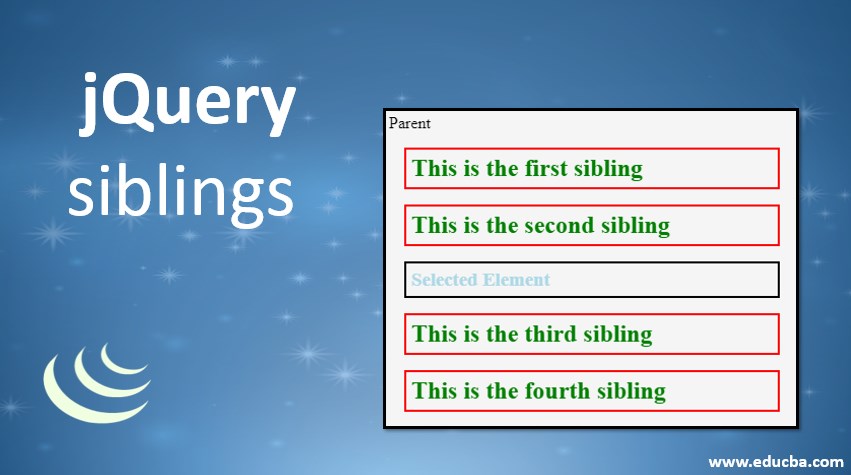 jQuery
siblings
Parent
This is the first sibling
This is the second sibling
Selected Element
This is the third sibling
This is the fourth sibling
www.educba.com